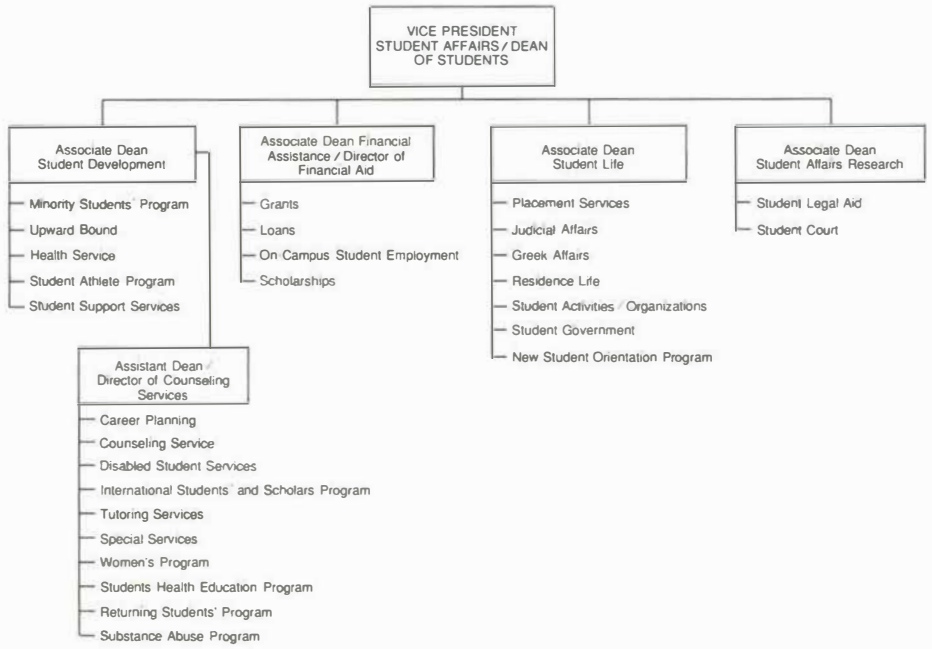 VICE PRESIDENT
STUDENT AFFAIRS / DEAN
OF STUDENTS
Associate Dean
Student Development
Minority Students' Program
Upward Bound
Health Service
Student Athlete Program
Student Support Services
Assistant Dean /
Director of Counseling
Services
Career Planning
Counseling Service
Disabled Student Services
International Students' and Scholars Program
Tutoring Services
Special Services
Women's Program
Students Health Education Program
Returning Students' Program
Substance Abuse Program
Associate Dean Financial
Assistance / Director of
Financial Aid
Grants
Loans
On Campus Student Employment
Scholarships
Associate Dean
Student Life
Placement Services
Judicial Affairs
Greek Affairs
Residence Life
Student Activities / Organizations
Student Government
New Student Orientation Program
Associate Dean
Student Affairs Research
Student Legal Aid
Student Court